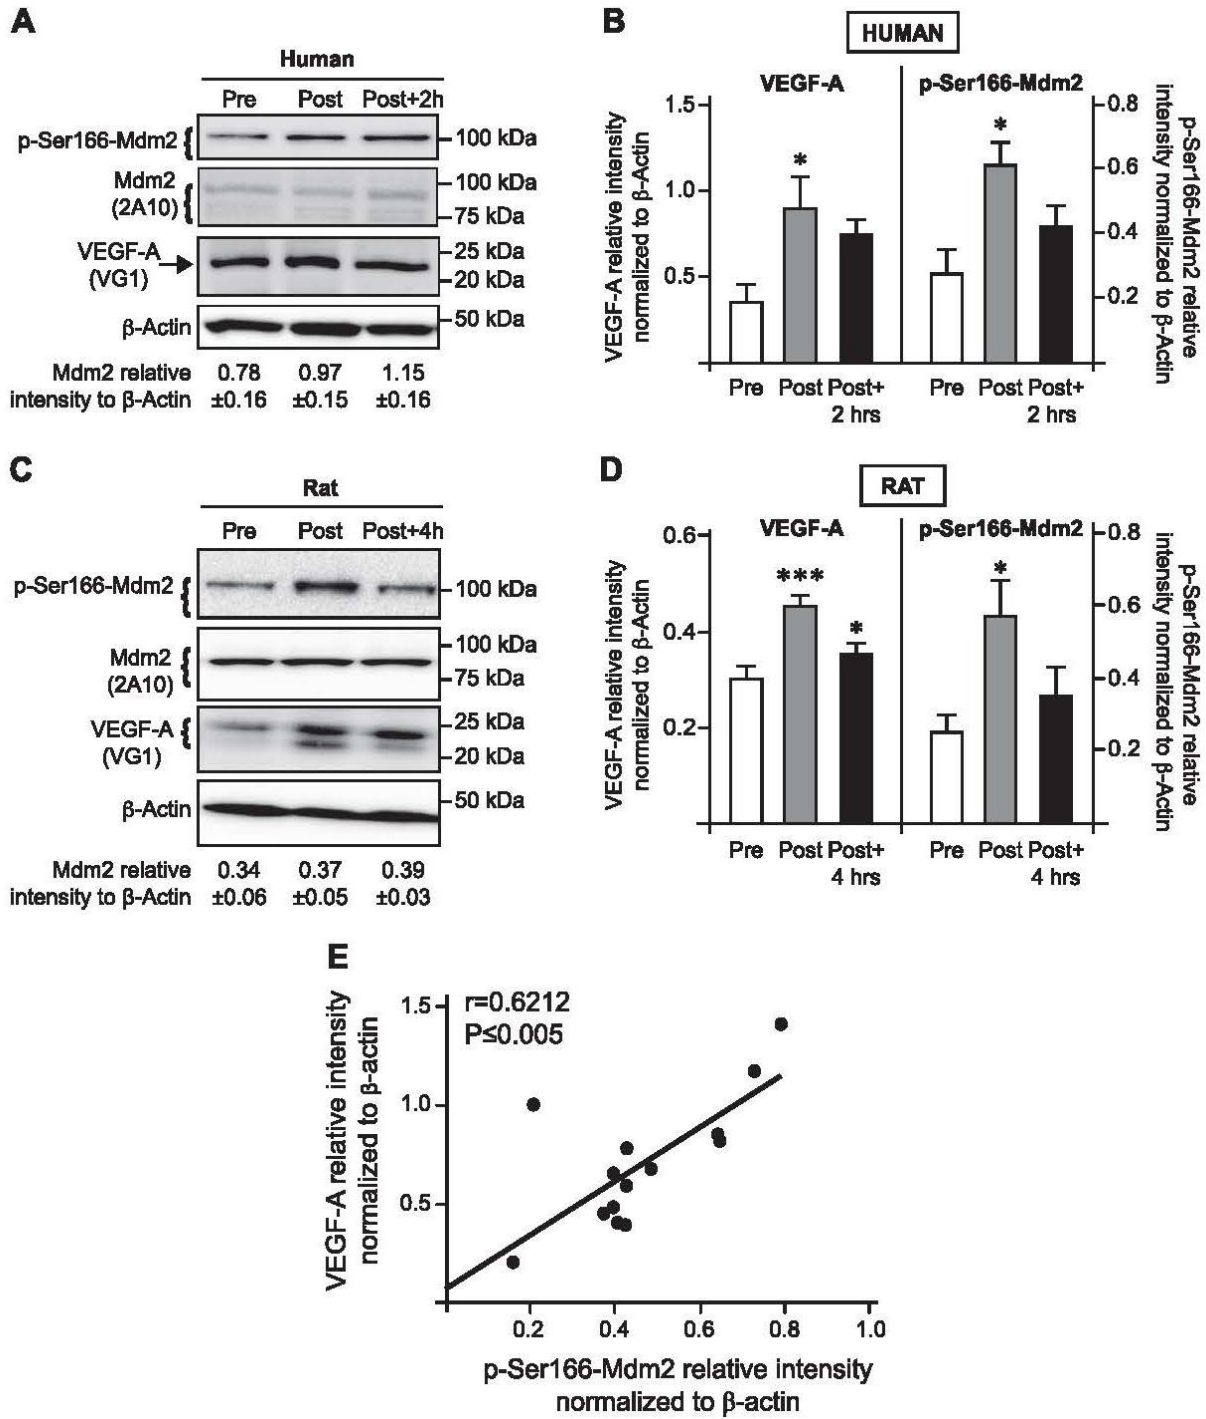 A
Human
Pre Post Post+2h
p-Ser166-Mdm2
100 kDa
Mdm2
(2A10)
100 kDa
75 kDa
VEGF-A
(VG1)
25 kDa
20 kDa
β-Actin
50 kDa
Mdm2 relative 0.78 0.97 1.15
intensity to β-Actin ±0.16 ±0.15 ±0.16
B
HUMAN
VEGF-A p-Ser166-Mdm2
VEGF-A relative intensity
normalized to β-Actin
1.5
1.0
0.5
*
*
0.8
0.6
0.4
0.2
p-Ser166-Mdm2 relative
intensity normalized to β-Actin
Pre Post Post+ Pre Post Post+
2 hrs 2 hrs
C
Rat
Pre Post Post+4h
p-Ser166-Mdm2
100 kDa
Mdm2
(2A10)
100 kDa
75 kDa
VEGF-A
(VG1)
25 kDa
20 kDa
β-Actin
50 kDa
Mdm2 relative 0.34 0.37 0.39
intensity to β-Actin ±0.06 ±0.05 ±0.03
D
RAT
VEGF-A p-Ser166-Mdm2
VEGF-A relative intensity
normalized to β-Actin
0.6
0.4
0.2
***
*
*
0.8
0.6
0.4
0.2
p-Ser166-Mdm2 relative
intensity normalized to β-Actin
Pre Post Post+ Pre Post Post+
4 hrs 4 hrs
E
VEGF-A relative intensity
normalized to β-actin
r=0.6212
P≤0.005
1.5
1.0
0.5
0.2 0.4 0.6 0.8 1.0
p-Ser166-Mdm2 relative intensity
normalized to β-actin